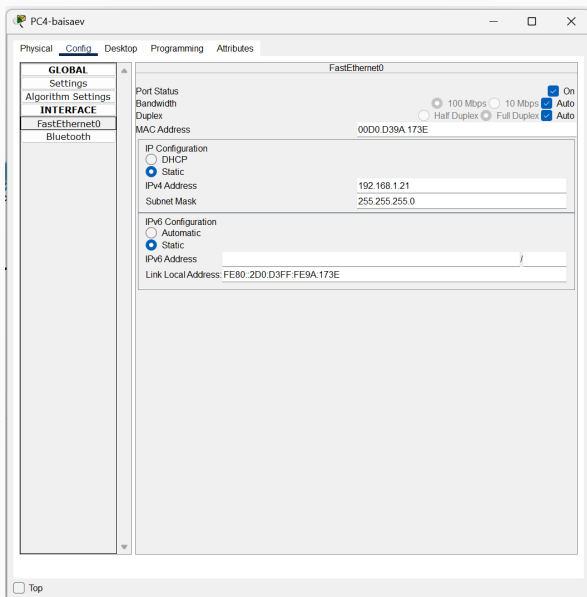 PC4-baisaev
Physical Config Desktop Programming Attributes
GLOBAL
Settings
Algorithm Settings
INTERFACE
FastEthernet0
Bluetooth
FastEthernet0
Port Status On
Bandwidth 100 Mbps 10 Mbps Auto
Duplex Half Duplex Full Duplex Auto
MAC Address 00D0.D39A.173E
IP Configuration
DHCP
Static
IPv4 Address 192.168.1.21
Subnet Mask 255.255.255.0
IPv6 Configuration
Automatic
Static
IPv6 Address /
Link Local Address: FE80::2D0:D3FF:FE9A:173E
Top